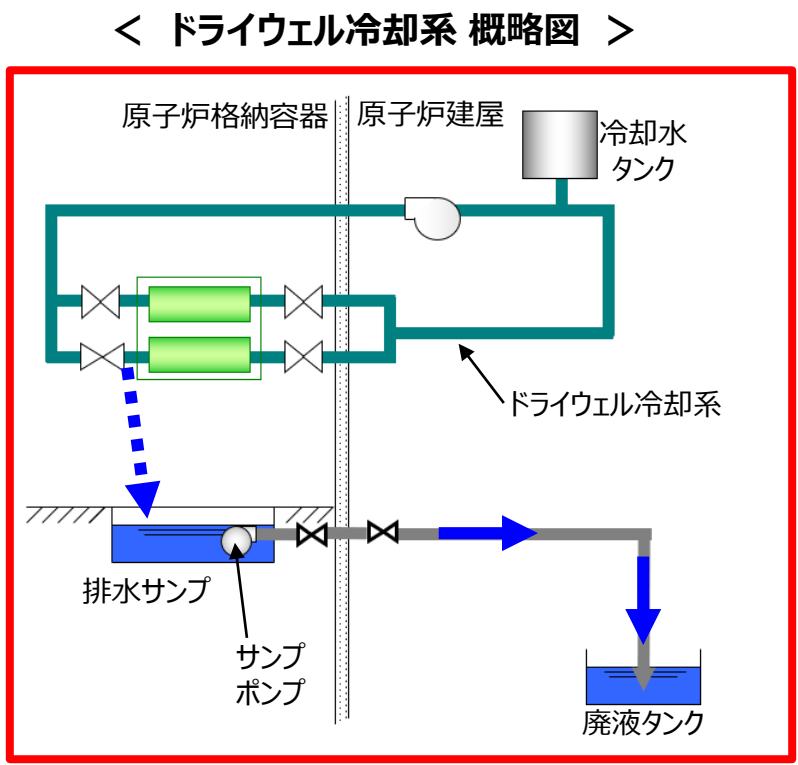 ＜ ドライウェル冷却系 概略図 ＞
原子炉格納容器
原子炉建屋
冷却水
タンク
ドライウェル冷却系
排水サンプ
サンプ
ポンプ
廃液タンク